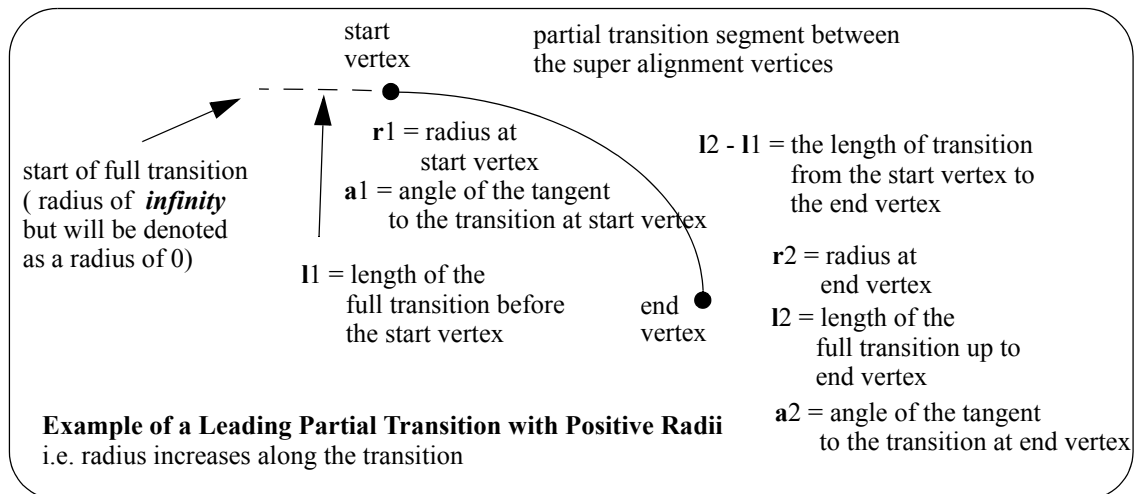 start
vertex
partial transition segment between
the super alignment vertices
start of full transition
( radius of infinity
but will be denoted
as a radius of 0)
r1 = radius at
start vertex
a1 = angle of the tangent
to the transition at start vertex
l1 = length of the
full transition before
the start vertex
l2 - l1 = the length of transition
from the start vertex to
the end vertex
end
vertex
r2 = radius at
end vertex
l2 = length of the
full transition up to
end vertex
a2 = angle of the tangent
to the transition at end vertex
Example of a Leading Partial Transition with Positive Radii
i.e. radius increases along the transition